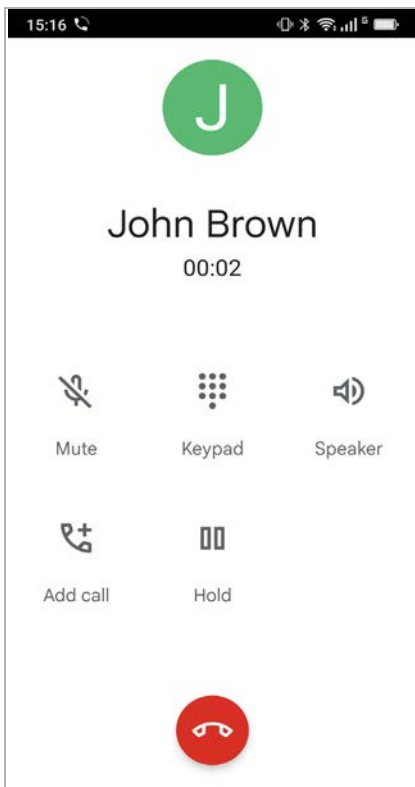 15:16 G
J
John Brown
00:02
Mute Keypad Speaker
Add call Hold